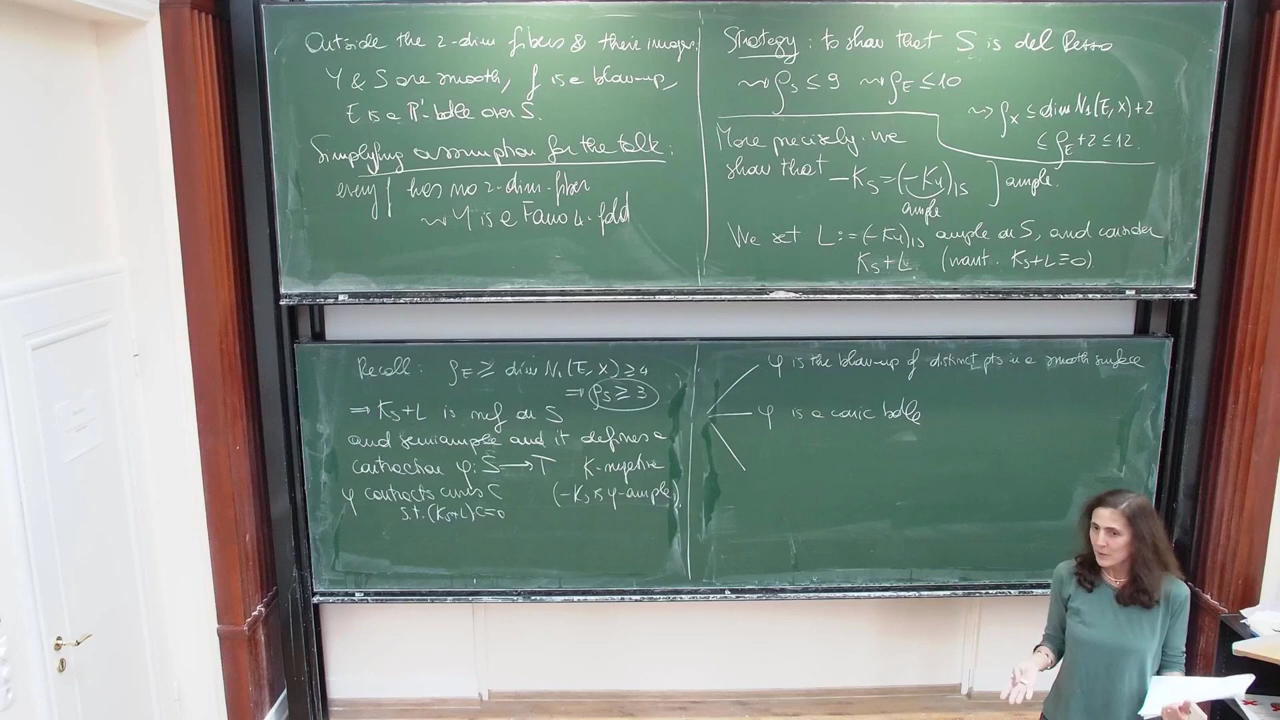 Outside the 2-dim fibers & their images
Y & S are smooth, f is a blow-up,
E is a P¹-bdle over S.
Simplifying assumption for the talk:
every f has no 2-dim fiber
⇝ Y is a Fano 4-fold
Strategy: to show that S is del Pezzo
⇝ ρ_S ≤ 9 ⇝ ρ_E ≤ 10
⇝ ρ_X ≤ dim N₁(E,X)+2
≤ ρ_E+2 ≤ 12.
More precisely we
show that -K_S = (-K_Y)|S ] ample.
ample
We set L := (-K_Y)|S ample on S, and consider
K_S+L. (want: K_S+L ≡ 0)
Recall: ρ_E ≥ dim N₁(E,X) ≥ 4
⇒ ρ_S ≥ 3
⇒ K_S+L is nef on S
and semiample and it defines a
contraction φ: S → T K-negative
φ contracts curves C (-K_S is φ-ample)
s.t. (K_S+L)·C=0
φ is the blow-up of distinct pts in a smooth surface
φ is a conic bdle